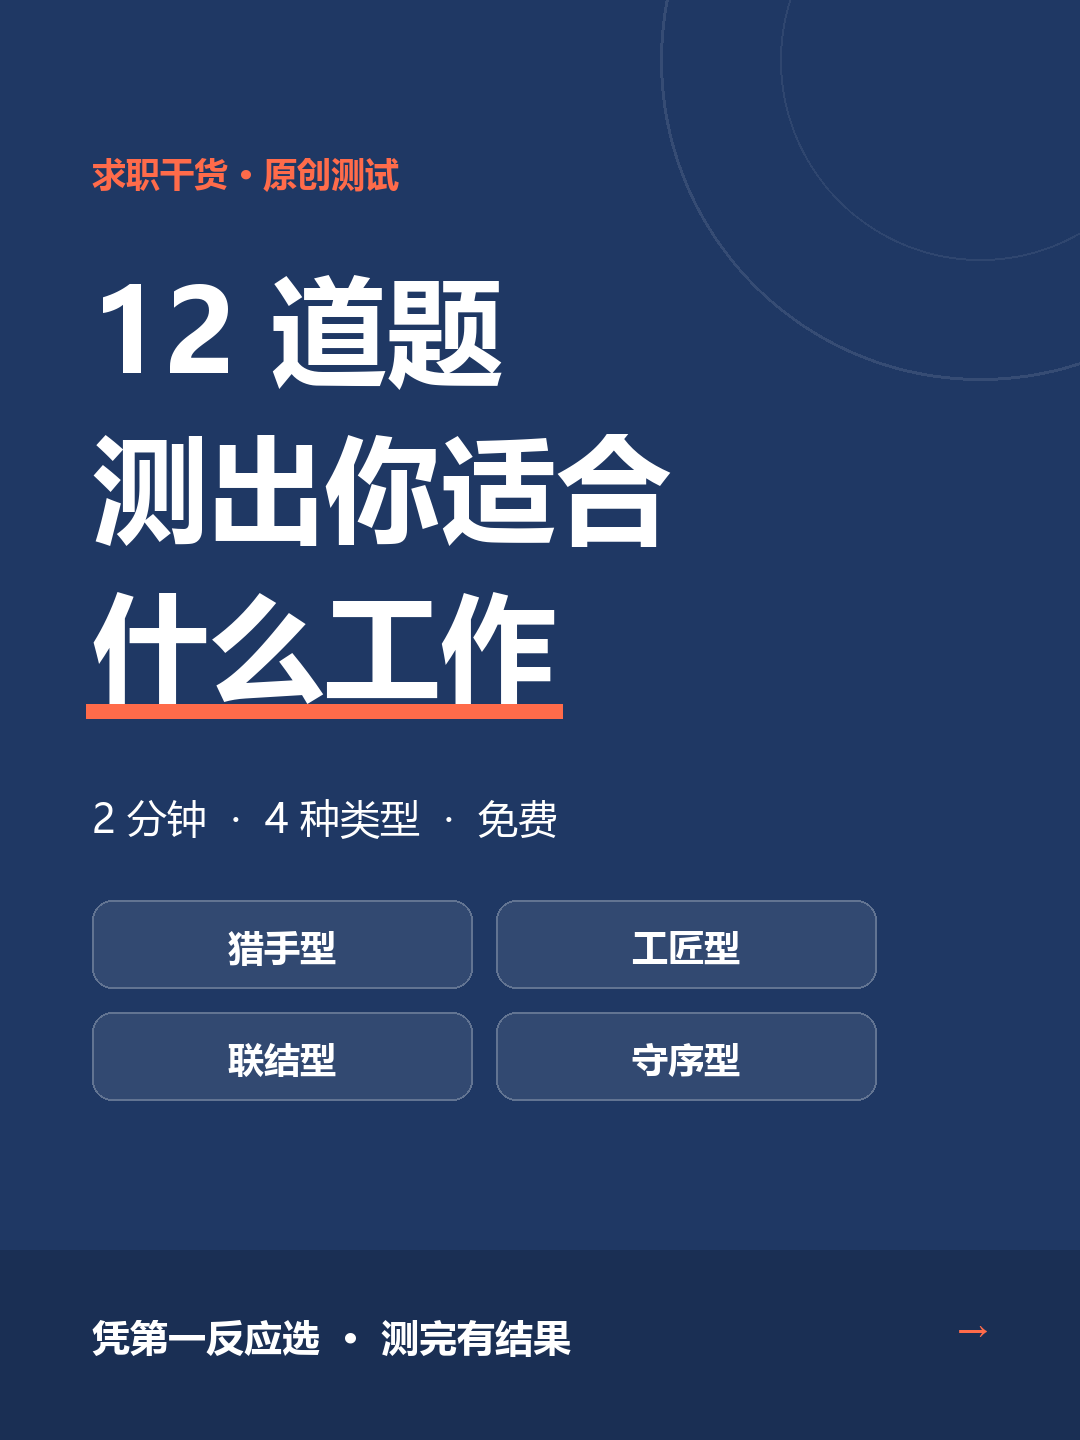 求职干货·原创测试
12 道题
测出你适合
什么工作
2 分钟 · 4 种类型 · 免费
猎手型 工匠型
联结型 守序型
凭第一反应选 · 测完有结果 →